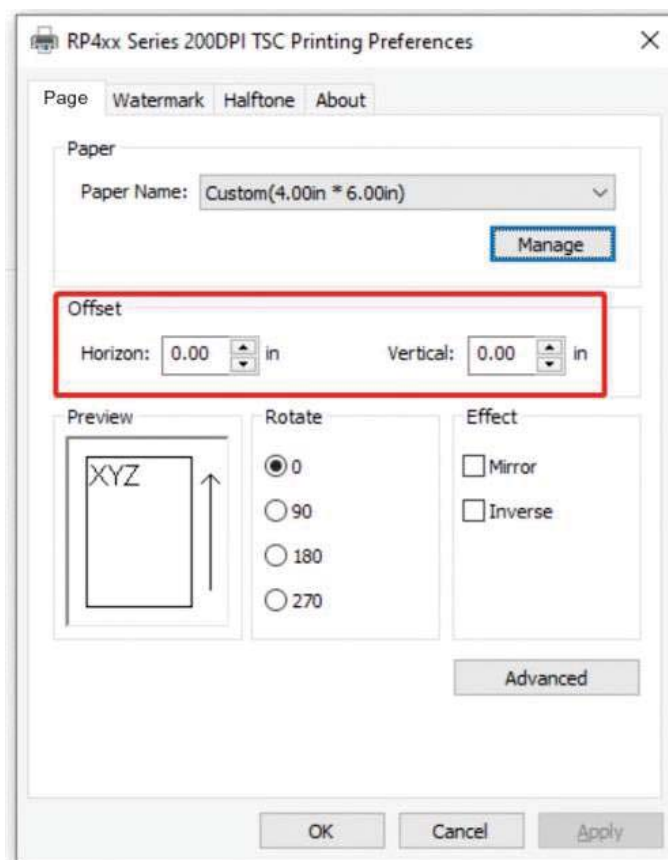 RP4xx Series 200DPI TSC Printing Preferences
Page Watermark Halftone About
Paper
Paper Name: Custom(4.00in * 6.00in)
Manage
Offset
Horizon: 0.00 in Vertical: 0.00 in
Preview Rotate Effect
XYZ
0
90
180
270
Mirror
Inverse
Advanced
OK Cancel Apply